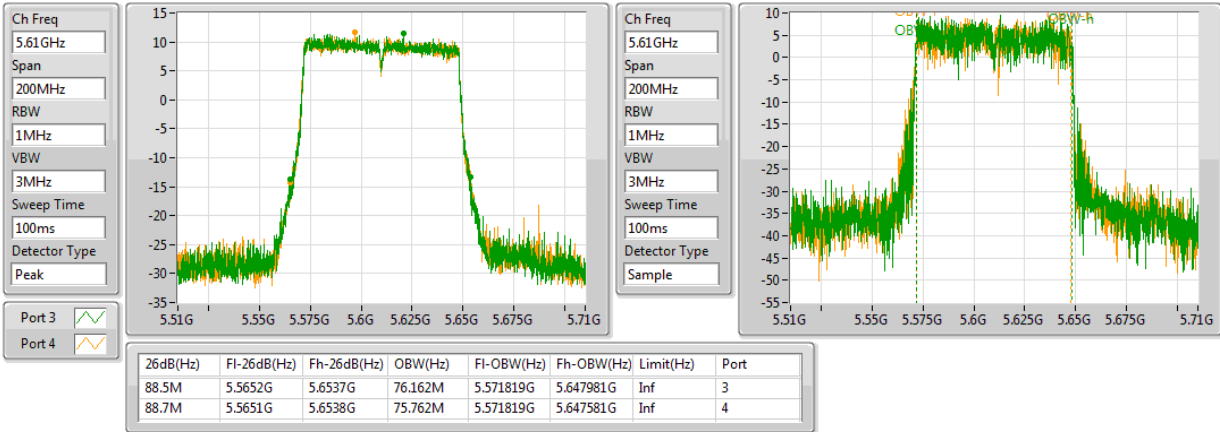 Ch Freq
5.61GHz
Span
200MHz
RBW
1MHz
VBW
3MHz
Sweep Time
100ms
Detector Type
Peak
Port 3
Port 4
15
10
5
0
-5
-10
-15
-20
-25
-30
-35
5.51G 5.55G 5.575G 5.6G 5.625G 5.65G 5.675G 5.71G
Ch Freq
5.61GHz
Span
200MHz
RBW
1MHz
VBW
3MHz
Sweep Time
100ms
Detector Type
Sample
OBW-h
10
5
0
-5
-10
-15
-20
-25
-30
-35
-40
-45
-50
-55
5.51G 5.55G 5.575G 5.6G 5.625G 5.65G 5.675G 5.71G
26dB(Hz) Fl-26dB(Hz) Fh-26dB(Hz) OBW(Hz) Fl-OBW(Hz) Fh-OBW(Hz) Limit(Hz) Port
88.5M 5.5652G 5.6537G 76.162M 5.571819G 5.647981G Inf 3
88.7M 5.5651G 5.6538G 75.762M 5.571819G 5.647581G Inf 4